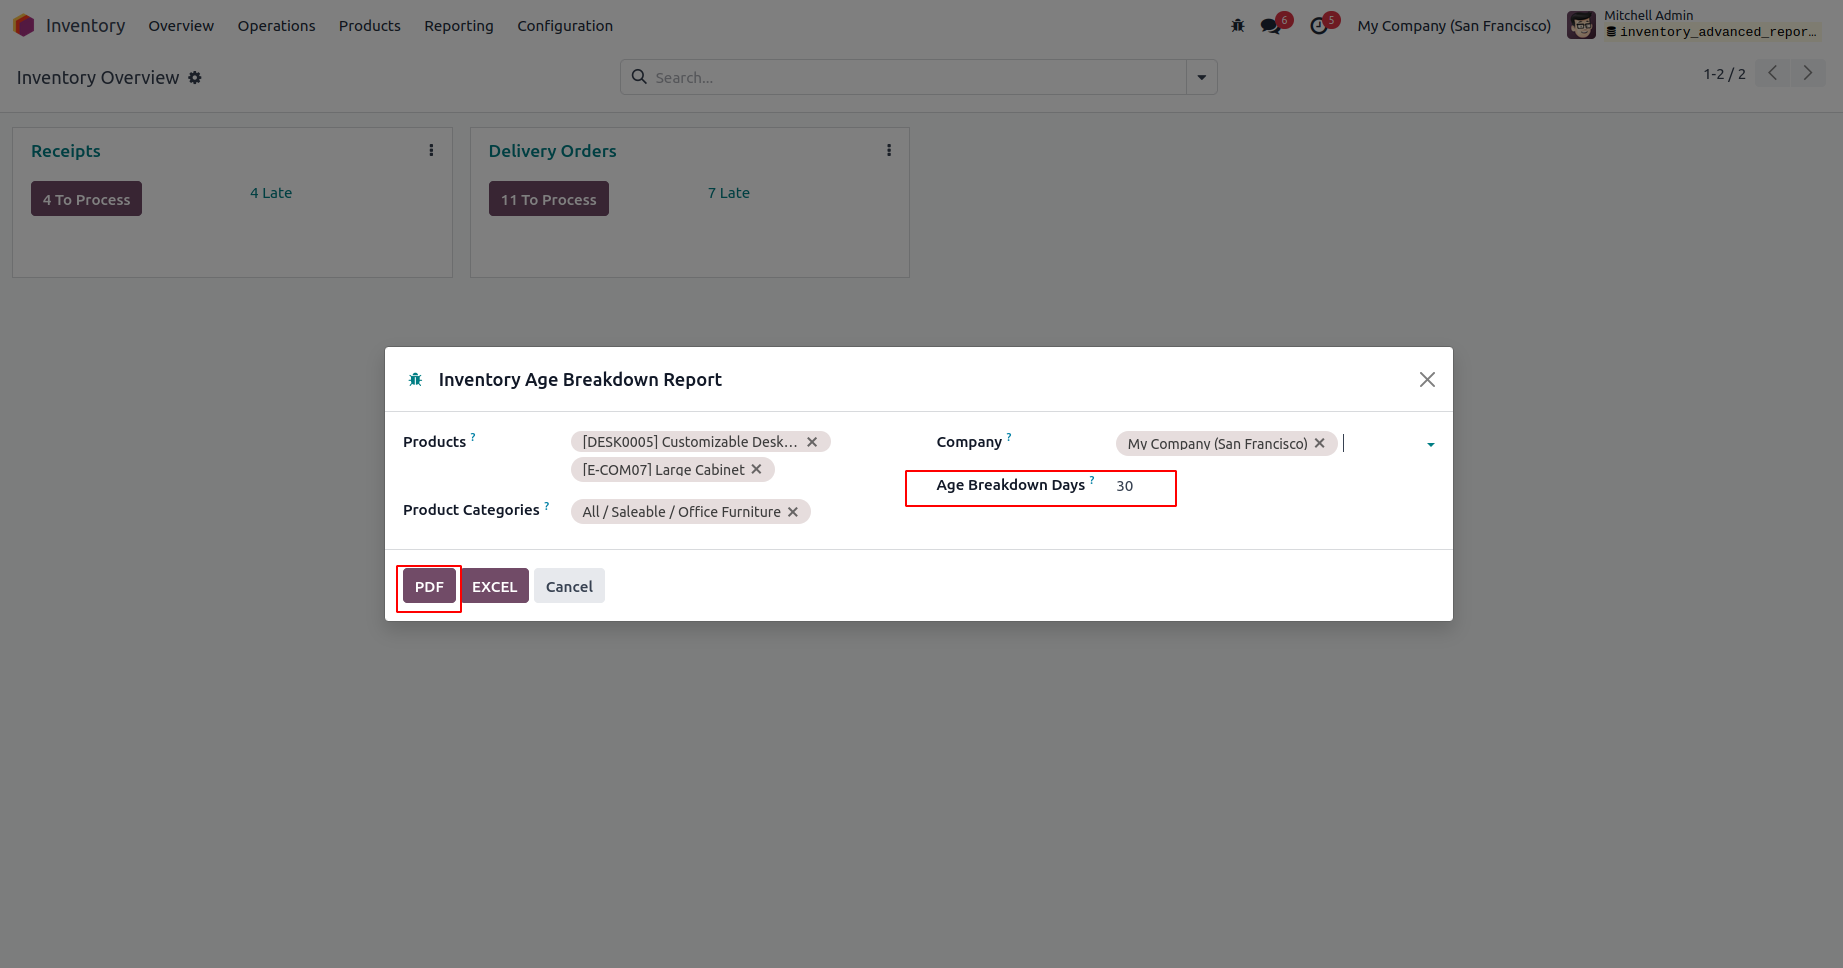 Inventory Overview Operations Products Reporting Configuration 6 5 My Company (San Francisco) Mitchell Admin
inventory_advanced_repor...
Inventory Overview Search... 1-2 / 2
Receipts Delivery Orders
4 To Process 4 Late 11 To Process 7 Late
Inventory Age Breakdown Report
Products ? [DESK0005] Customizable Desk... Company ? My Company (San Francisco)
[E-COM07] Large Cabinet
Age Breakdown Days ? 30
Product Categories ? All / Saleable / Office Furniture
PDF EXCEL Cancel